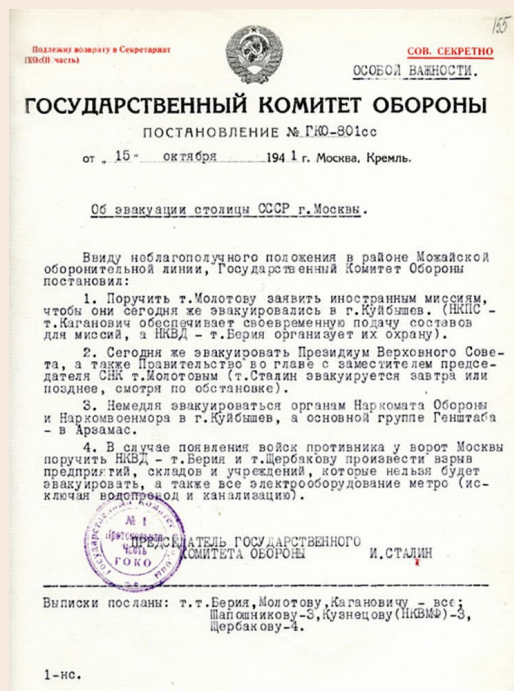 155
Подлежит возврату в Секретариат
ГКО(II часть)
СОВ. СЕКРЕТНО
ОСОБОЙ ВАЖНОСТИ.
ГОСУДАРСТВЕННЫЙ КОМИТЕТ ОБОРОНЫ
ПОСТАНОВЛЕНИЕ № ГКО-801сс
от „ 15" октября 1941 г. Москва, Кремль.
Об эвакуации столицы СССР г.Москвы.
Ввиду неблагополучного положения в районе Можайской
оборонительной линии, Государственный Комитет Обороны
постановил:
1. Поручить т.Молотову заявить иностранным миссиям,
чтобы они сегодня же эвакуировались в г.Куйбышев. (НКПС -
т.Каганович обеспечивает своевременную подачу составов
для миссий, а НКВД - т.Берия организует их охрану).
2. Сегодня же эвакуировать Президиум Верховного Сове-
та, а также Правительство во главе с заместителем предсе-
дателя СНК т.Молотовым (т.Сталин эвакуируется завтра или
позднее, смотря по обстановке).
3. Немедля эвакуироваться органам Наркомата Обороны
и Наркомвоенмора в г.Куйбышев, а основной группе Генштаба
- в Арзамас.
4. В случае появления войск противника у ворот Москвы
поручить НКВД - т.Берия и т.Щербакову произвести взрыв
предприятий, складов и учреждений, которые нельзя будет
эвакуировать, а также все электрооборудование метро (ис-
ключая водопровод и канализацию).
ПРЕДСЕДАТЕЛЬ ГОСУДАРСТВЕННОГО
КОМИТЕТА ОБОРОНЫ И.СТАЛИН
№ 1
Протокольная
Часть
ГОКО
Выписки посланы: т.т.Берия,Молотову,Кагановичу - все;
Шапошникову-3,Кузнецову(НКВМФ)-3,
Щербакову-4.
1-нс.